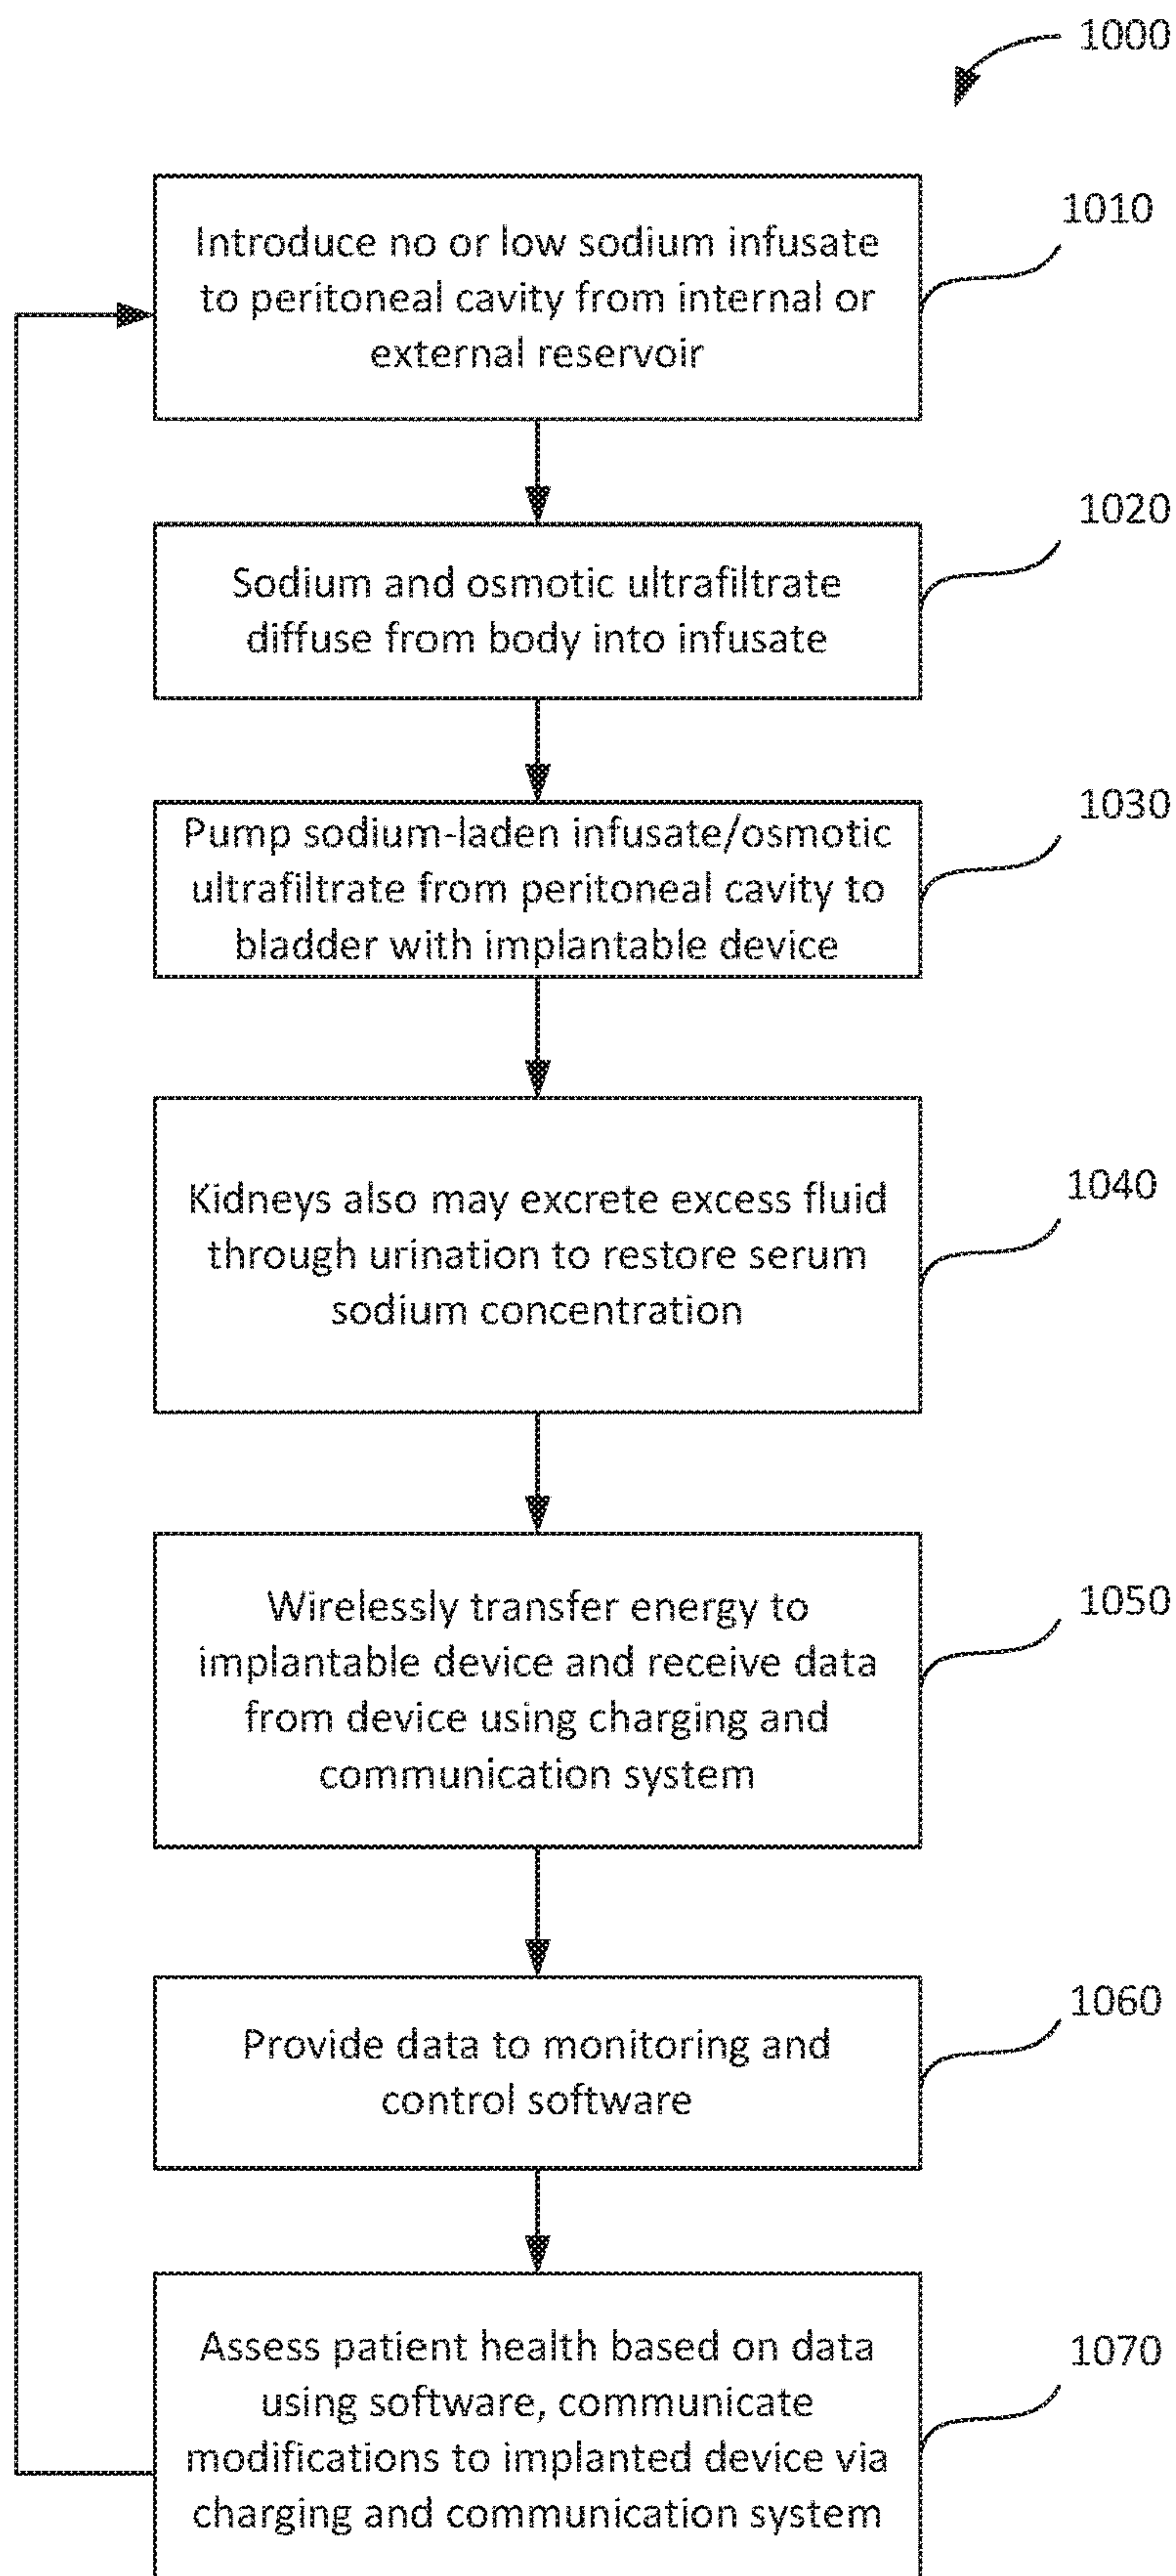 1000
1010
Introduce no or low sodium infusate
to peritoneal cavity from internal or
external reservoir
1020
Sodium and osmotic ultrafiltrate
diffuse from body into infusate
1030
Pump sodium-laden infusate/osmotic
ultrafiltrate from peritoneal cavity to
bladder with implantable device
1040
Kidneys also may excrete excess fluid
through urination to restore serum
sodium concentration
1050
Wirelessly transfer energy to
implantable device and receive data
from device using charging and
communication system
1060
Provide data to monitoring and
control software
1070
Assess patient health based on data
using software, communicate
modifications to implanted device via
charging and communication system